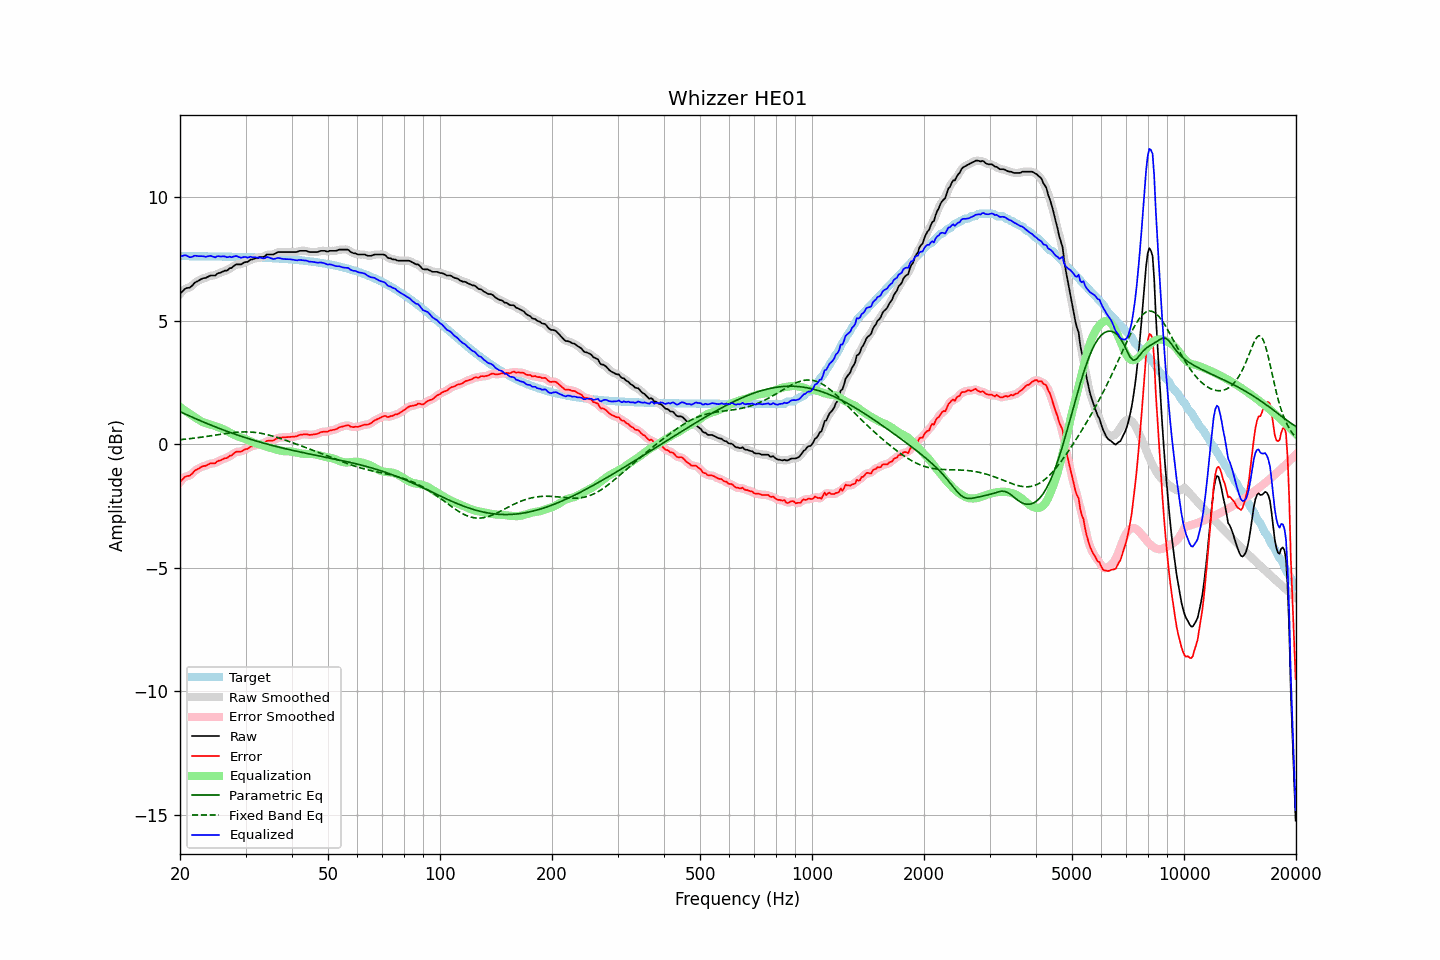 Whizzer HE01
Amplitude (dBr)
10
5
0
−5
−10
−15
Target
Raw Smoothed
Error Smoothed
Raw
Error
Equalization
Parametric Eq
Fixed Band Eq
Equalized
20 50 100 200 500 1000 2000 5000 10000 20000
Frequency (Hz)